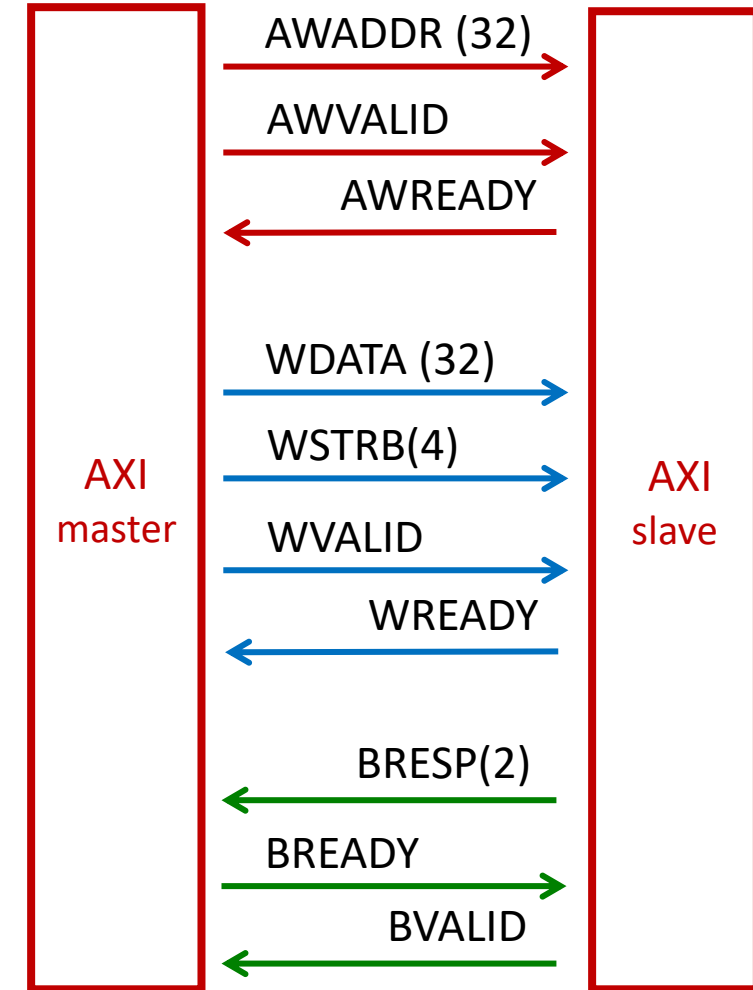 AWADDR (32)
AWVALID
AWREADY
WDATA (32)
WSTRB(4)
AXI
master
AXI
slave
WVALID
WREADY
BRESP(2)
BREADY
BVALID